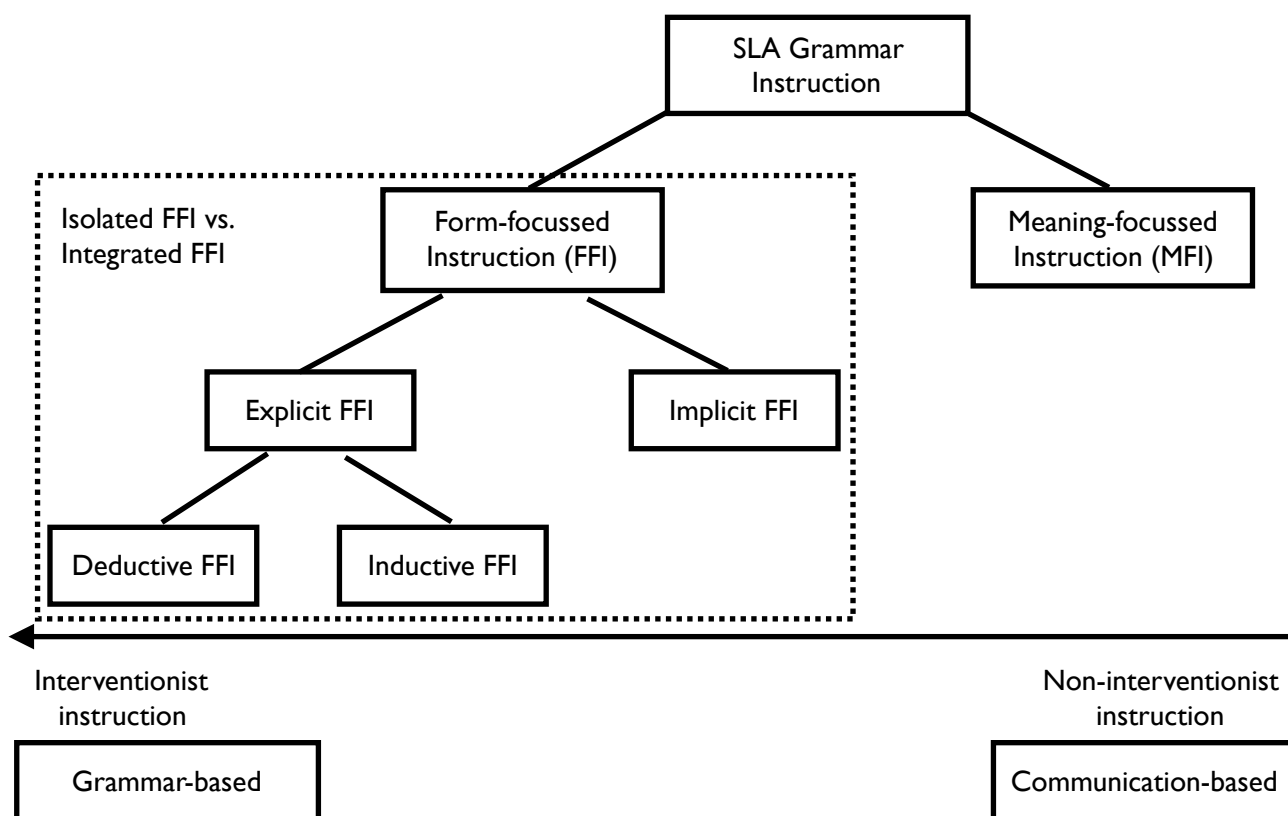 SLA Grammar
Instruction
Isolated FFI vs.
Integrated FFI
Form-focussed
Instruction (FFI)
Meaning-focussed
Instruction (MFI)
Explicit FFI
Implicit FFI
Deductive FFI
Inductive FFI
Interventionist
instruction
Non-interventionist
instruction
Grammar-based
Communication-based